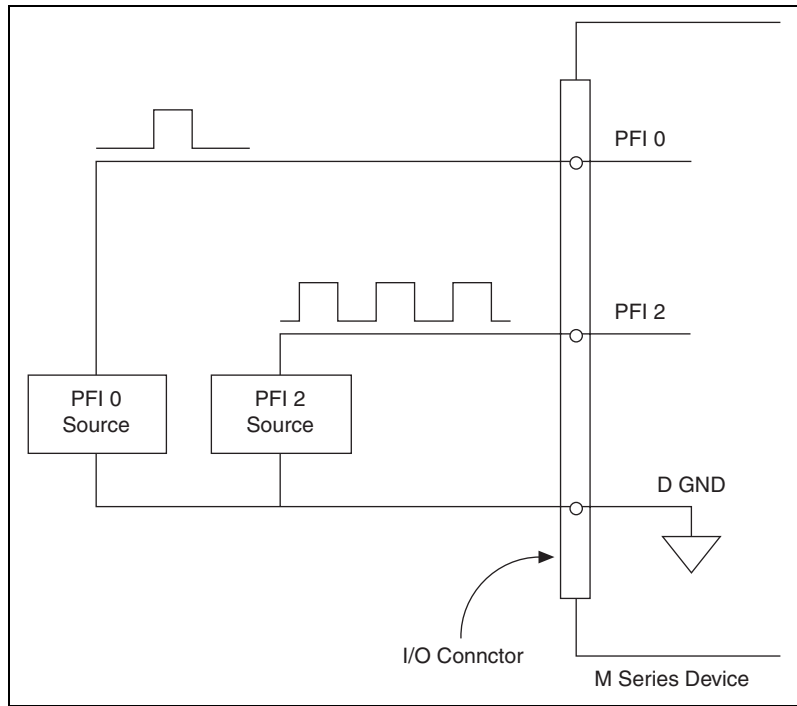 PFI 0
PFI 2
PFI 0
Source
PFI 2
Source
D GND
I/O Connctor
M Series Device